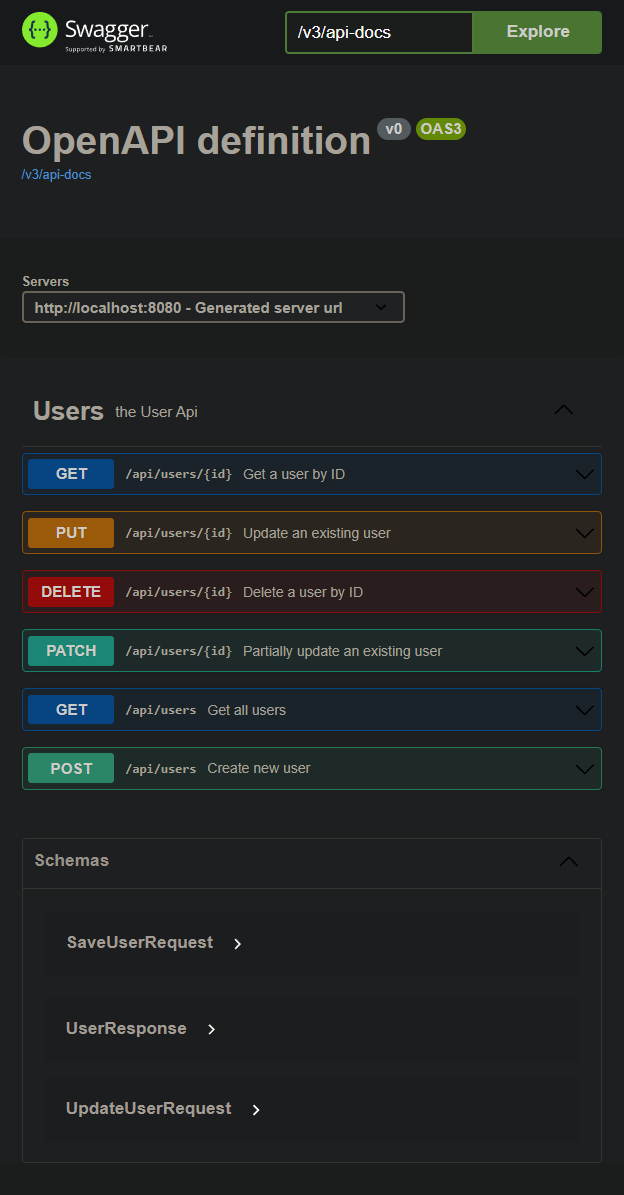 Swagger
Supported by SMARTBEAR
/v3/api-docs
Explore
OpenAPI definition v0 OAS3
/v3/api-docs
Servers
http://localhost:8080 - Generated server url
Users the User Api
GET /api/users/{id} Get a user by ID
PUT /api/users/{id} Update an existing user
DELETE /api/users/{id} Delete a user by ID
PATCH /api/users/{id} Partially update an existing user
GET /api/users Get all users
POST /api/users Create new user
Schemas
SaveUserRequest
UserResponse
UpdateUserRequest